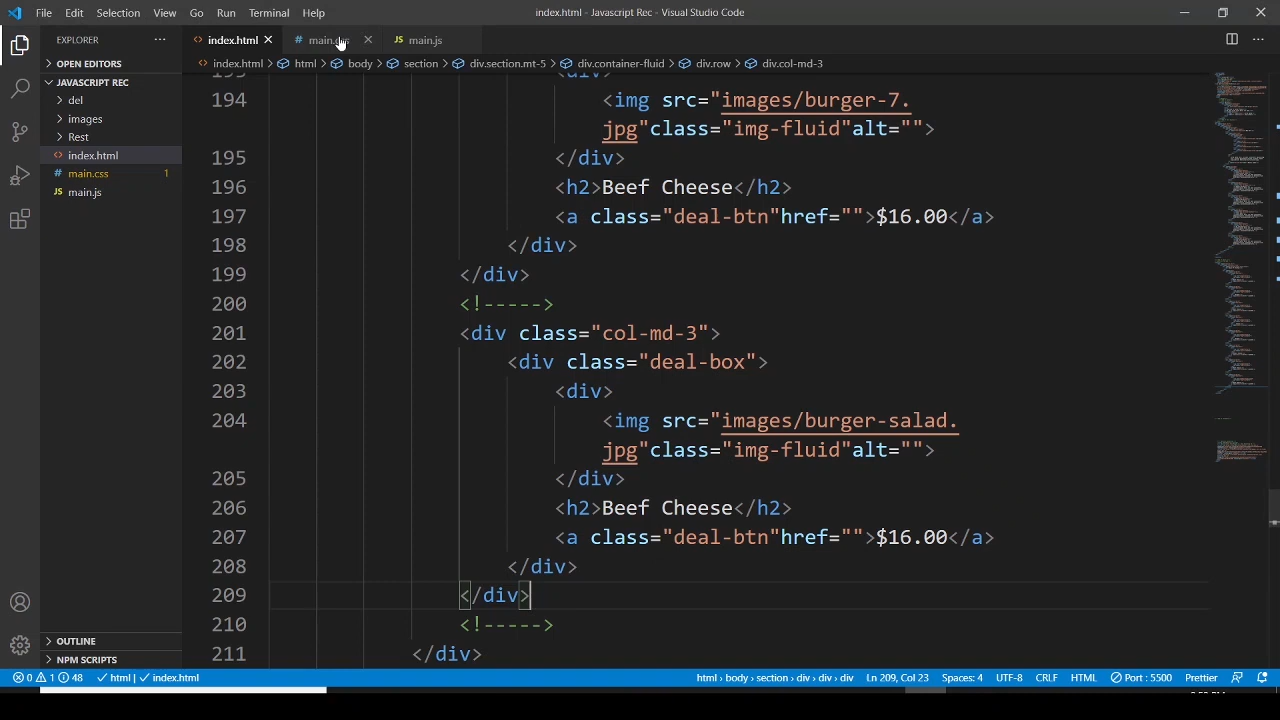 File Edit Selection View Go Run Terminal Help
index.html - Javascript Rec - Visual Studio Code
EXPLORER
index.html
main.css
main.js
OPEN EDITORS
index.html > html > body > section > div.section.mt-5 > div.container-fluid > div.row > div.col-md-3
JAVASCRIPT REC
del
images
Rest
index.html
main.css 1
main.js
194 <img src="images/burger-7.
jpg"class="img-fluid"alt="">
195 </div>
196 <h2>Beef Cheese</h2>
197 <a class="deal-btn"href="">$16.00</a>
198 </div>
199 </div>
200 <!----->
201 <div class="col-md-3">
202 <div class="deal-box">
203 <div>
204 <img src="images/burger-salad.
jpg"class="img-fluid"alt="">
205 </div>
206 <h2>Beef Cheese</h2>
207 <a class="deal-btn"href="">$16.00</a>
208 </div>
209 </div>
210 <!----->
211 </div>
OUTLINE
NPM SCRIPTS
0 1 48 html | index.html
html > body > section > div > div > div Ln 209, Col 23 Spaces: 4 UTF-8 CRLF HTML Port : 5500 Prettier